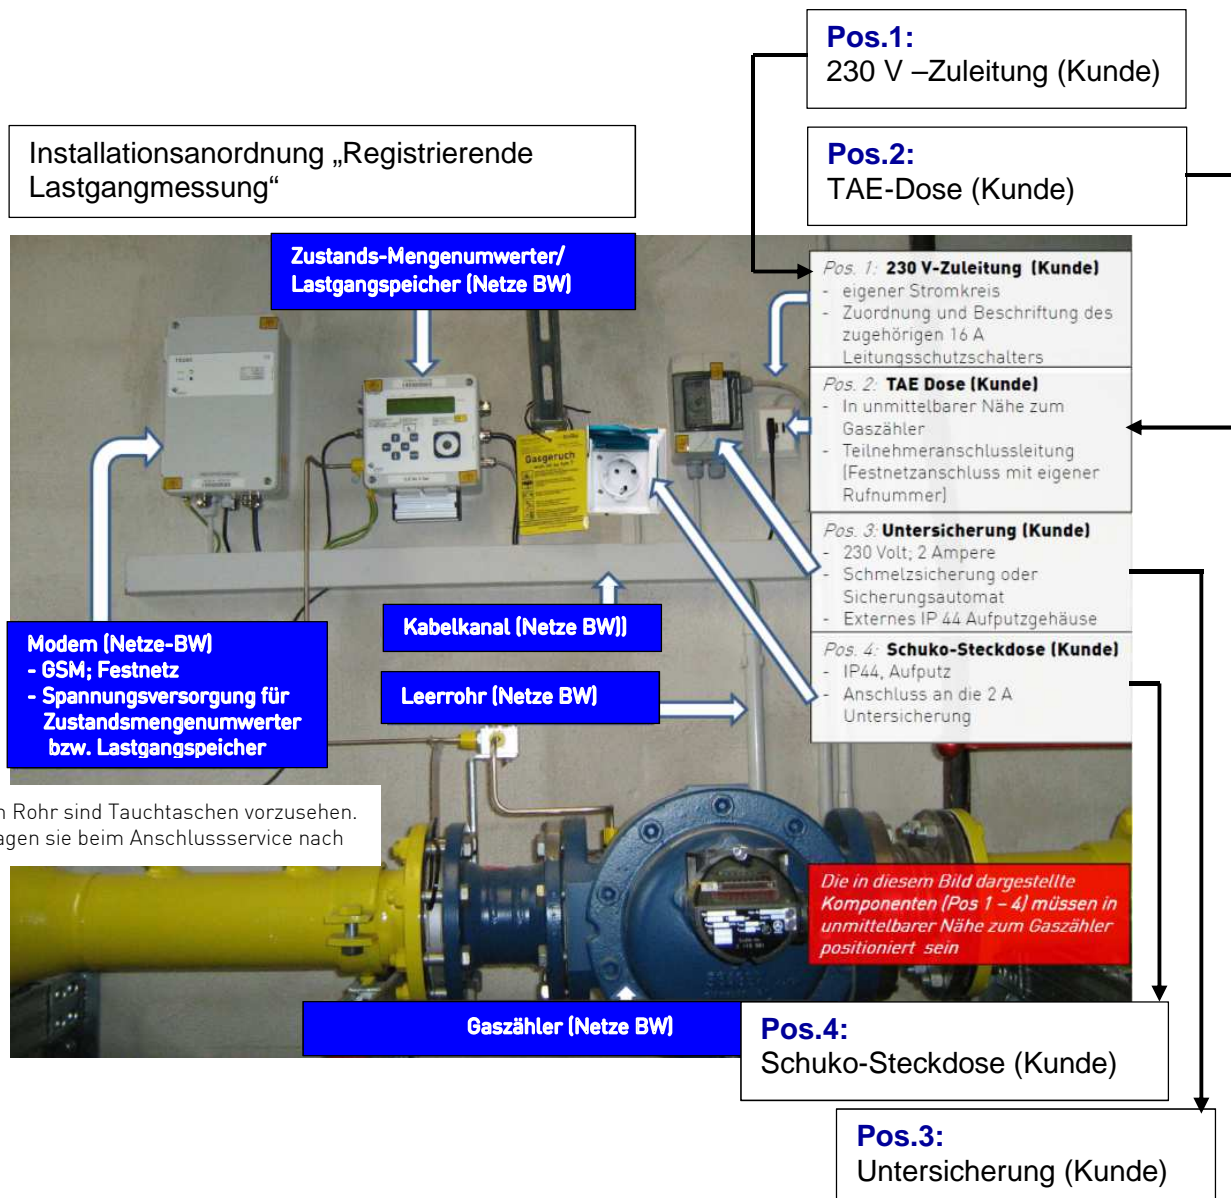 Pos.1:
230 V –Zuleitung (Kunde)
Installationsanordnung „Registrierende
Lastgangmessung“
Pos.2:
TAE-Dose (Kunde)
Zustands-Mengenumwerter/
Lastgangspeicher (Netze BW)
Pos. 1: 230 V-Zuleitung (Kunde)
- eigener Stromkreis
- Zuordnung und Beschriftung des
zugehörigen 16 A
Leitungsschutzschalters
Pos. 2: TAE Dose (Kunde)
- In unmittelbarer Nähe zum
Gaszähler
- Teilnehmeranschlussleitung
(Festnetzanschluss mit eigener
Rufnummer)
Pos. 3: Untersicherung (Kunde)
- 230 Volt; 2 Ampere
- Schmelzsicherung oder
Sicherungsautomat
- Externes IP 44 Aufputzgehäuse
Pos. 4: Schuko-Steckdose (Kunde)
- IP44, Aufputz
- Anschluss an die 2 A
Untersicherung
Gasgeruch
Kabelkanal (Netze BW))
Modem (Netze-BW)
- GSM; Festnetz
- Spannungsversorgung für
Zustandsmengenumwerter
bzw. Lastgangspeicher
Leerrohr (Netze BW)
n Rohr sind Tauchtaschen vorzusehen.
agen sie beim Anschlussservice nach
Die in diesem Bild dargestellte
Komponenten (Pos 1 – 4) müssen in
unmittelbarer Nähe zum Gaszähler
positioniert sein
Gaszähler (Netze BW)
Pos.4:
Schuko-Steckdose (Kunde)
Pos.3:
Untersicherung (Kunde)